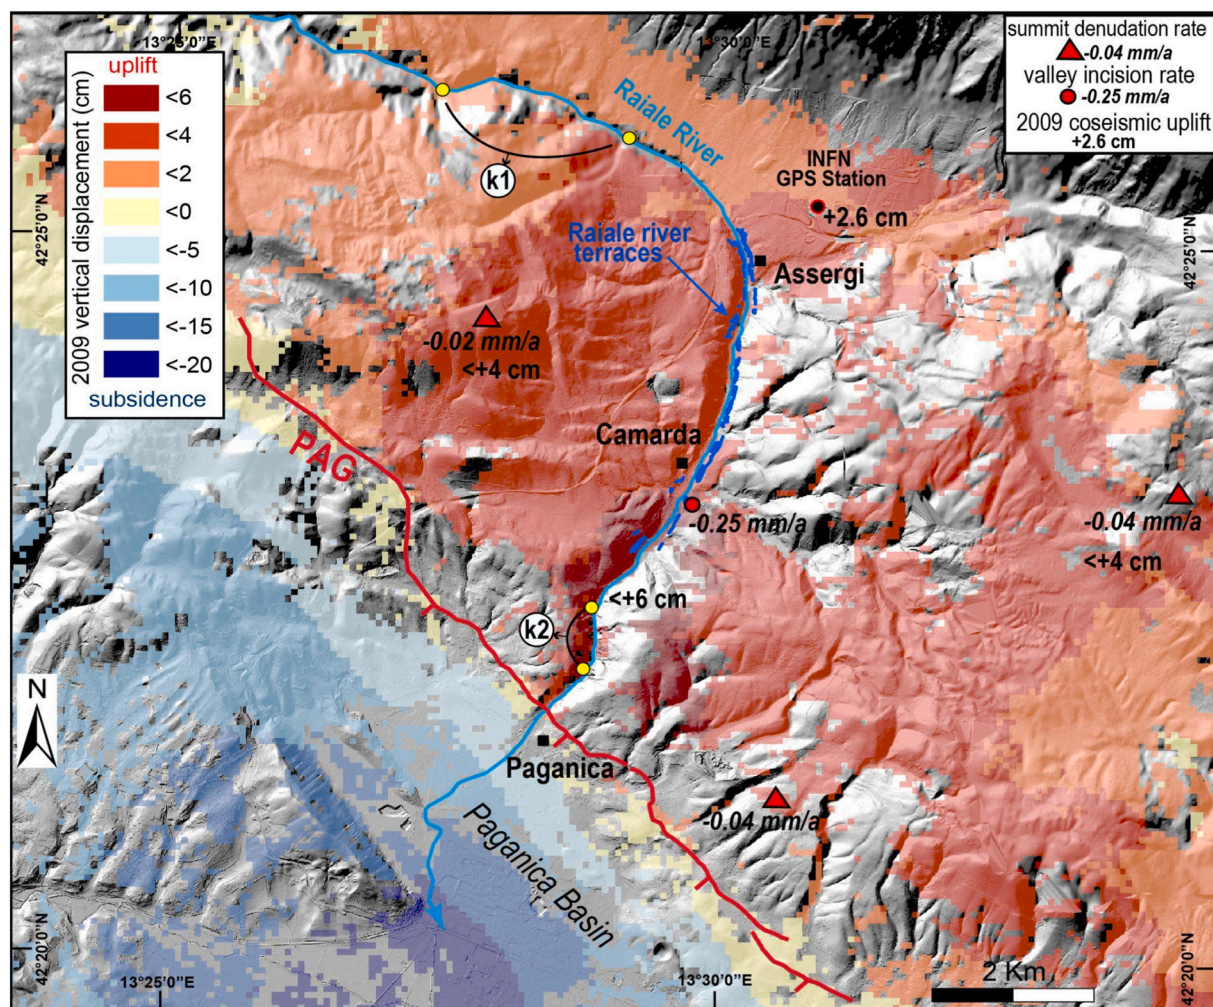 13°25'0"E
13°30'0"E
uplift
2009 vertical displacement (cm)
<6
<4
<2
<0
<-5
<-10
<-15
<-20
subsidence
summit denudation rate
-0.04 mm/a
valley incision rate
-0.25 mm/a
2009 coseismic uplift
+2.6 cm
Raiale River
k1
INFN
GPS Station
+2.6 cm
42°25'0"N
42°25'0"N
Raiale river
terraces
Assergi
-0.02 mm/a
<+4 cm
PAG
Camarda
-0.25 mm/a
-0.04 mm/a
<+4 cm
<+6 cm
k2
N
Paganica
-0.04 mm/a
Paganica Basin
42°20'0"N
42°20'0"N
13°25'0"E
13°30'0"E
2 Km